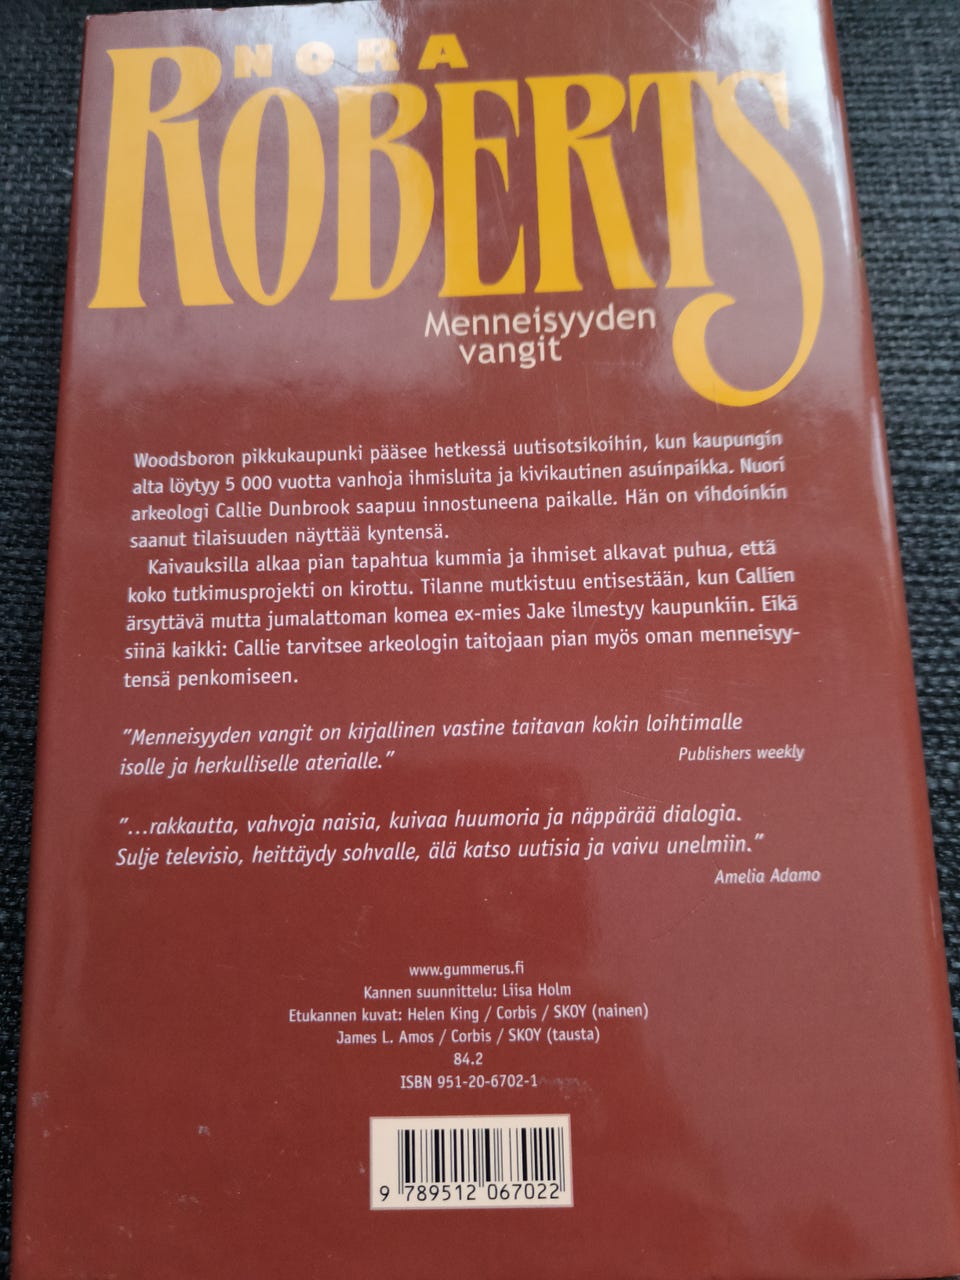 NORA
ROBERTS
Menneisyyden
vangit
Woodsboron pikkukaupunki pääsee hetkessä uutisotsikoihin, kun kaupungin
alta löytyy 5 000 vuotta vanhoja ihmisluita ja kivikautinen asuinpaikka. Nuori
arkeologi Callie Dunbrook saapuu innostuneena paikalle. Hän on vihdoinkin
saanut tilaisuuden näyttää kyntensä.
Kaivauksilla alkaa pian tapahtua kummia ja ihmiset alkavat puhua, että
koko tutkimusprojekti on kirottu. Tilanne mutkistuu entisestään, kun Callien
ärsyttävä mutta jumalattoman komea ex-mies Jake ilmestyy kaupunkiin. Eikä
siinä kaikki: Callie tarvitsee arkeologin taitojaan pian myös oman menneisyy-
tensä penkomiseen.
"Menneisyyden vangit on kirjallinen vastine taitavan kokin loihtimalle
isolle ja herkulliselle aterialle."
Publishers weekly
"...rakkautta, vahvoja naisia, kuivaa huumoria ja näppärää dialogia.
Sulje televisio, heittäydy sohvalle, älä katso uutisia ja vaivu unelmiin."
Amelia Adamo
www.gummerus.fi
Kannen suunnittelu: Liisa Holm
Etukannen kuvat: Helen King / Corbis / SKOY (nainen)
James L. Amos / Corbis / SKOY (tausta)
84.2
ISBN 951-20-6702-1
9 789512 067022